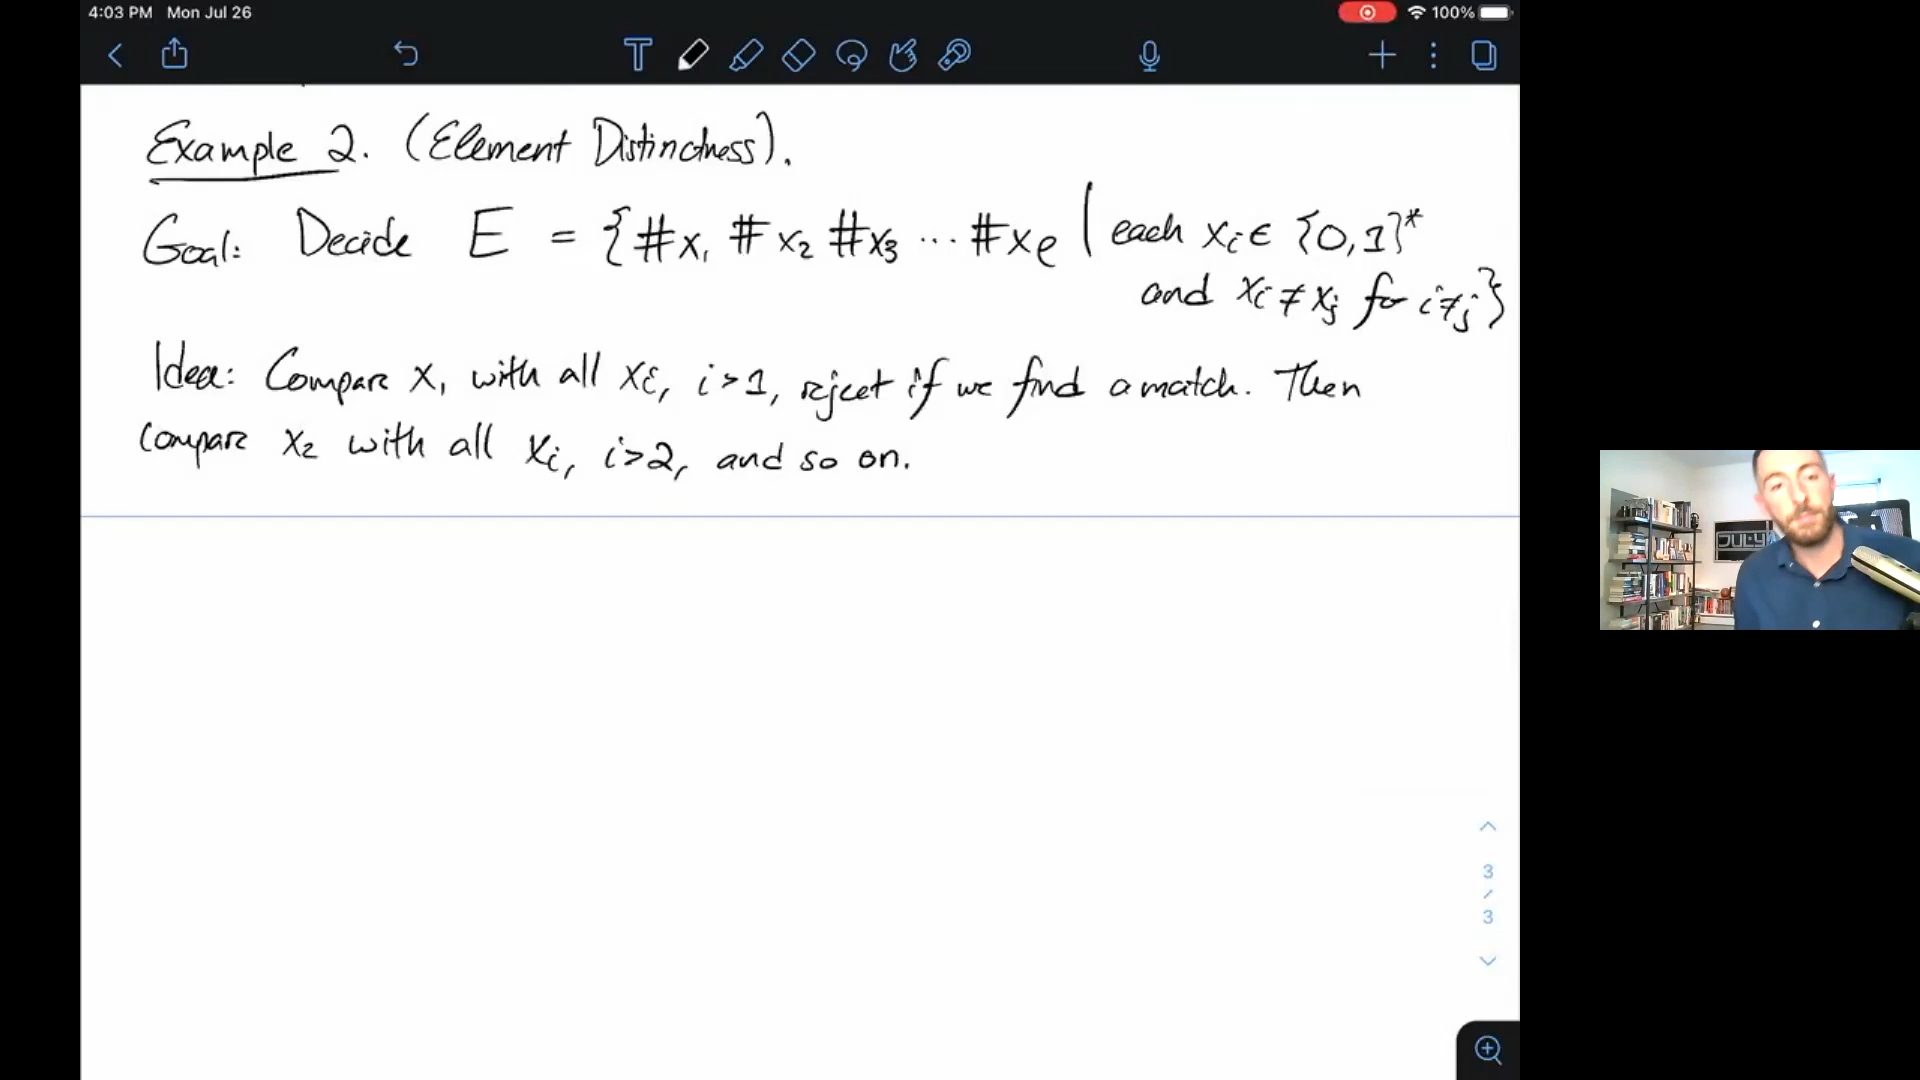 4:03 PM Mon Jul 26 100%
Example 2. (Element Distinctness).
Goal: Decide E = {#x₁ #x₂ #x₃ ... #xₗ | each xᵢ ∈ {0,1}*
and xᵢ ≠ xⱼ for i≠j}
Idea: Compare x₁ with all xᵢ, i>1, reject if we find a match. Then
compare x₂ with all xᵢ, i>2, and so on.
JULY
3
/
3